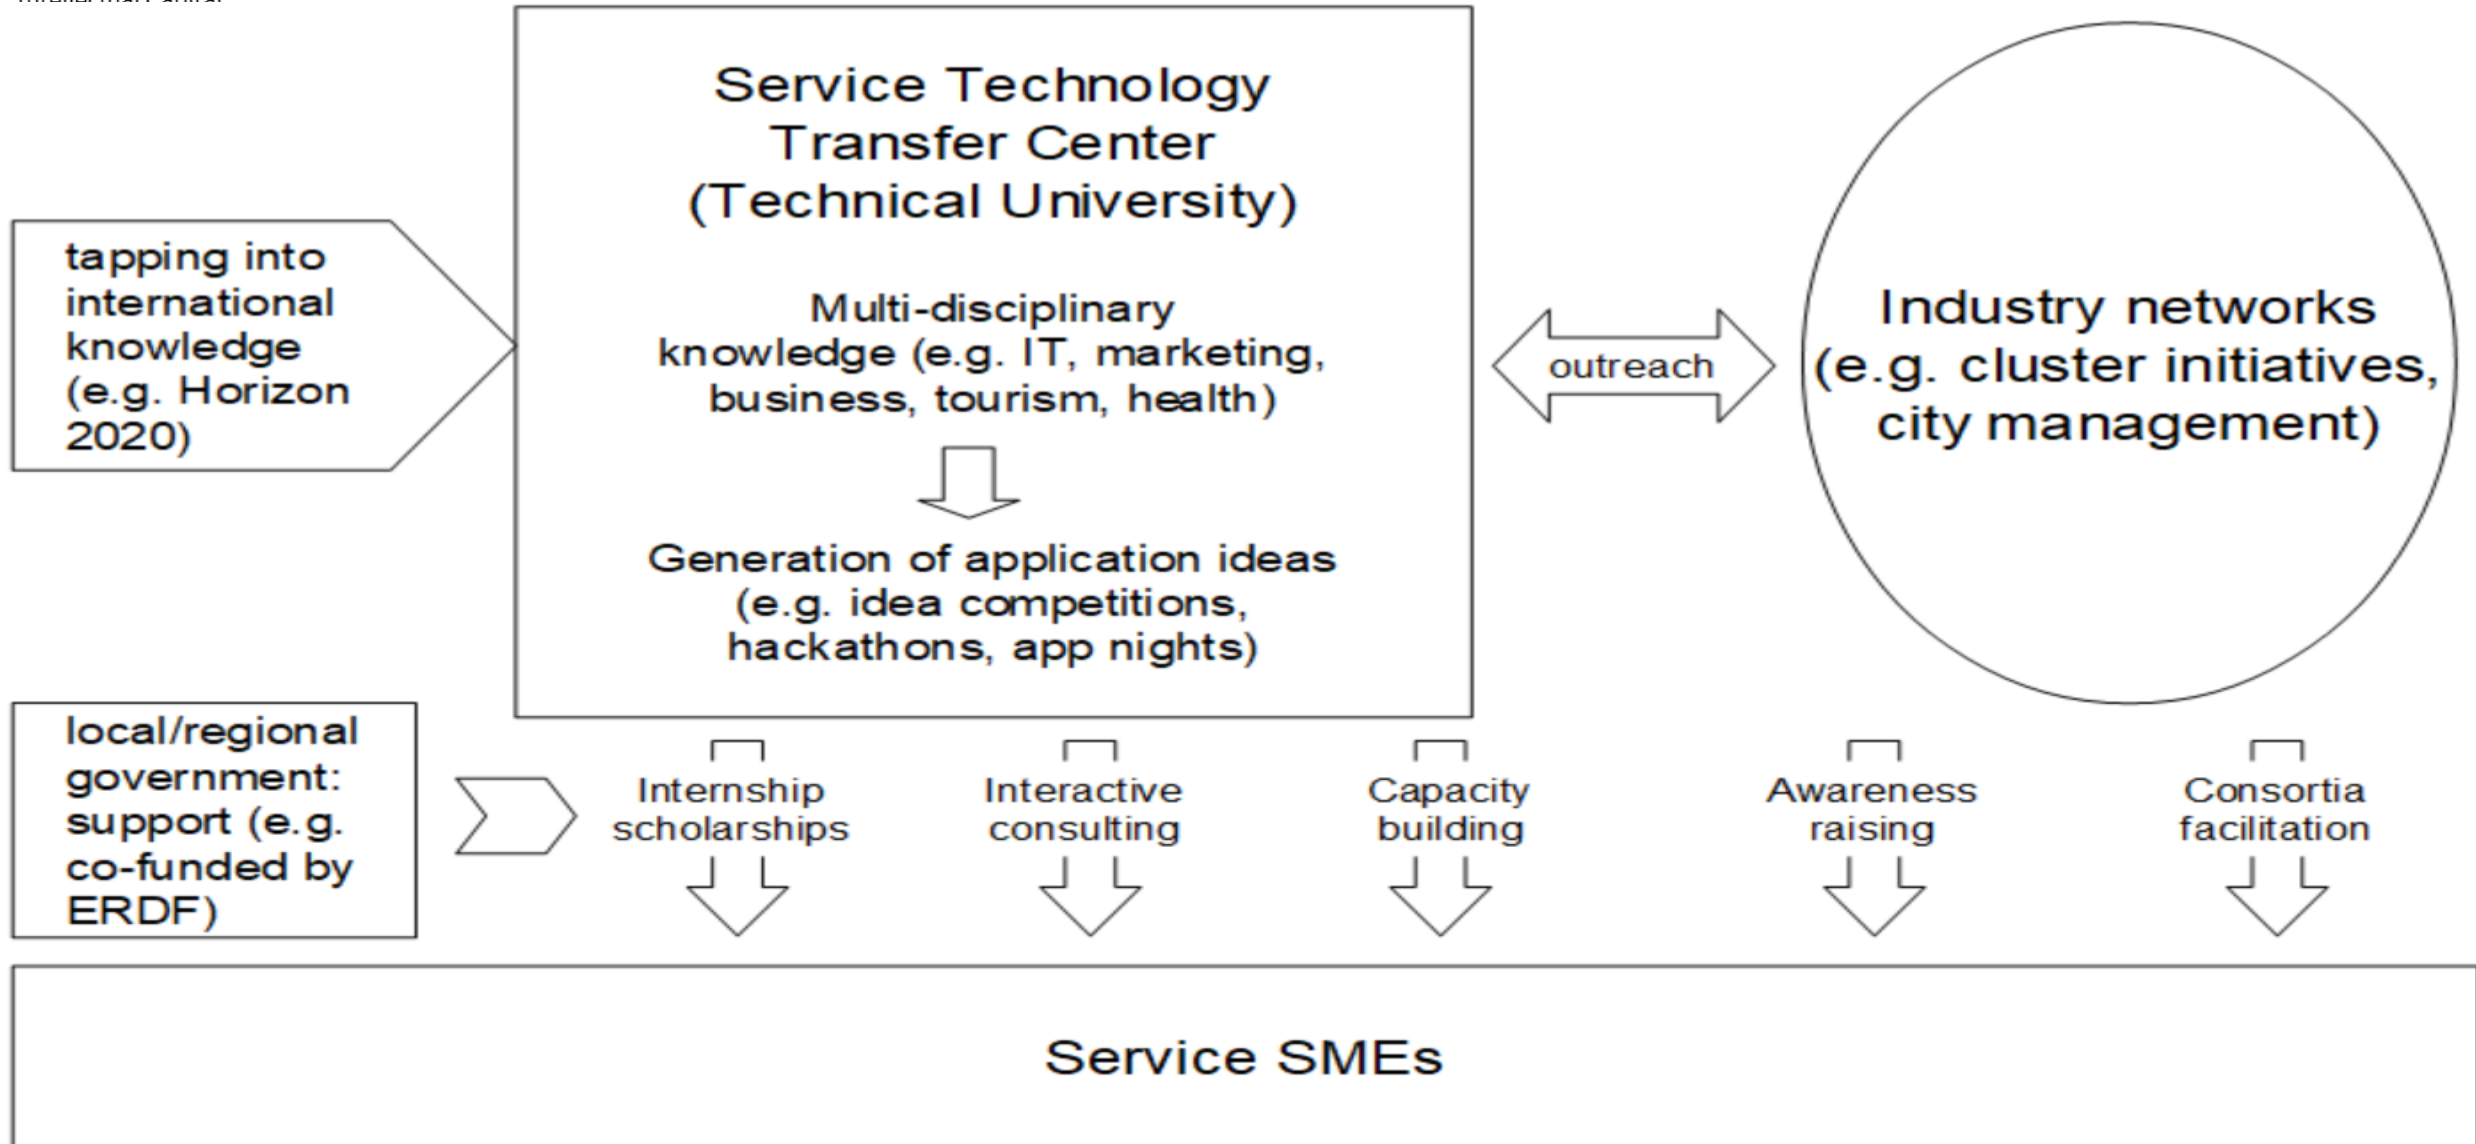 Service Technology
Transfer Center
(Technical University)
tapping into
international
knowledge
(e.g. Horizon
2020)
Multi-disciplinary
knowledge (e.g. IT, marketing,
business, tourism, health)
Generation of application ideas
(e.g. idea competitions,
hackathons, app nights)
outreach
Industry networks
(e.g. cluster initiatives,
city management)
local/regional
government:
support (e.g.
co-funded by
ERDF)
Internship
scholarships
Interactive
consulting
Capacity
building
Awareness
raising
Consortia
facilitation
Service SMEs